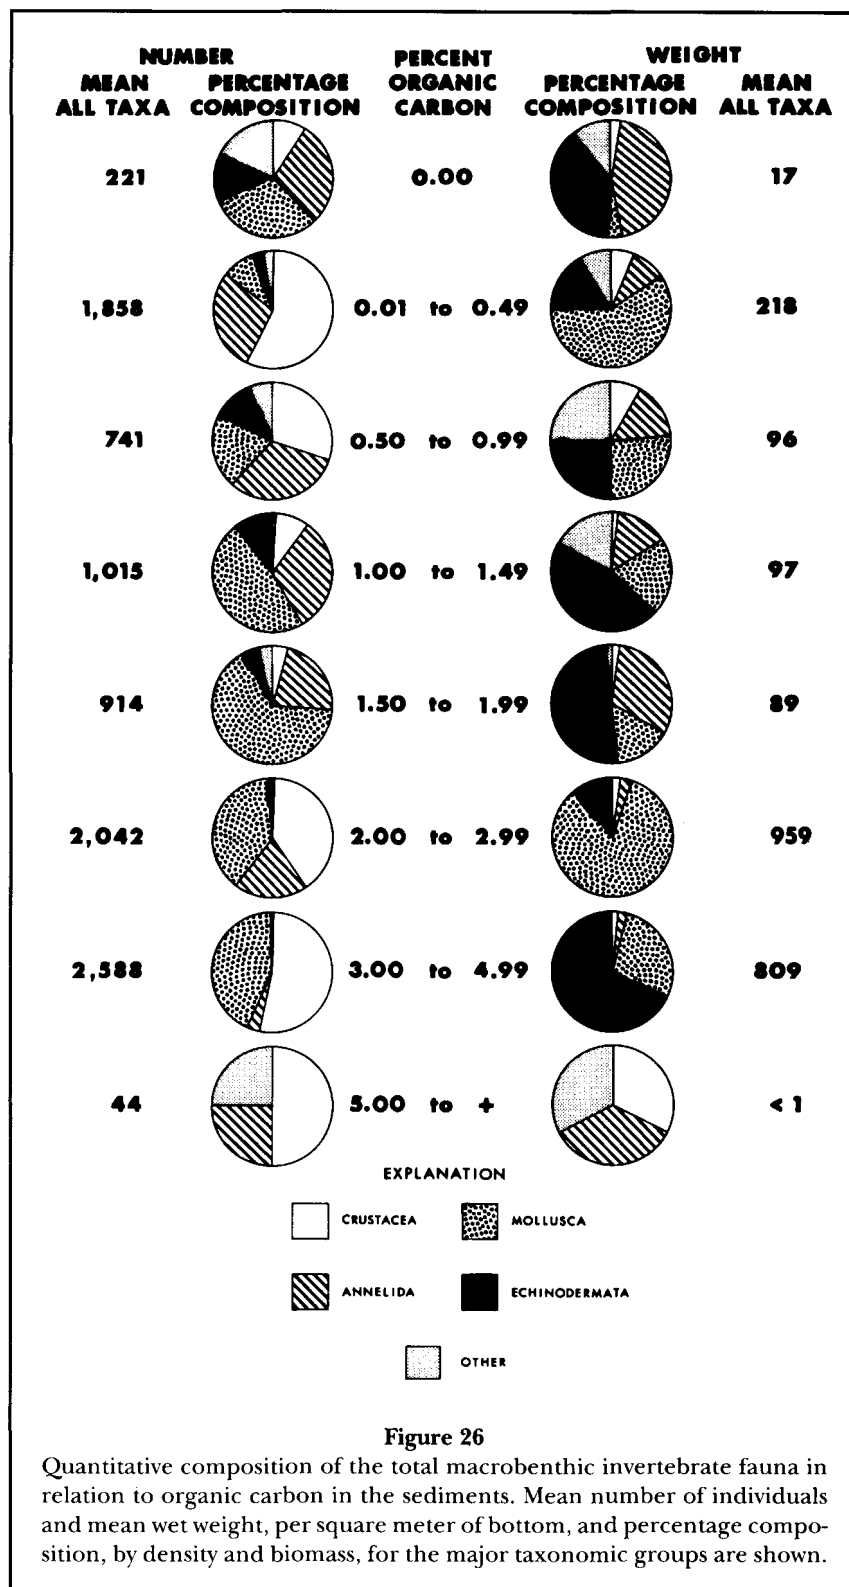 NUMBER PERCENT WEIGHT
MEAN PERCENTAGE ORGANIC PERCENTAGE MEAN
ALL TAXA COMPOSITION CARBON COMPOSITION ALL TAXA
221 0.00 17
1,858 0.01 to 0.49 218
741 0.50 to 0.99 96
1,015 1.00 to 1.49 97
914 1.50 to 1.99 89
2,042 2.00 to 2.99 959
2,588 3.00 to 4.99 809
44 5.00 to + < 1
EXPLANATION
CRUSTACEA MOLLUSCA
ANNELIDA ECHINODERMATA
OTHER
Figure 26
Quantitative composition of the total macrobenthic invertebrate fauna in
relation to organic carbon in the sediments. Mean number of individuals
and mean wet weight, per square meter of bottom, and percentage compo-
sition, by density and biomass, for the major taxonomic groups are shown.